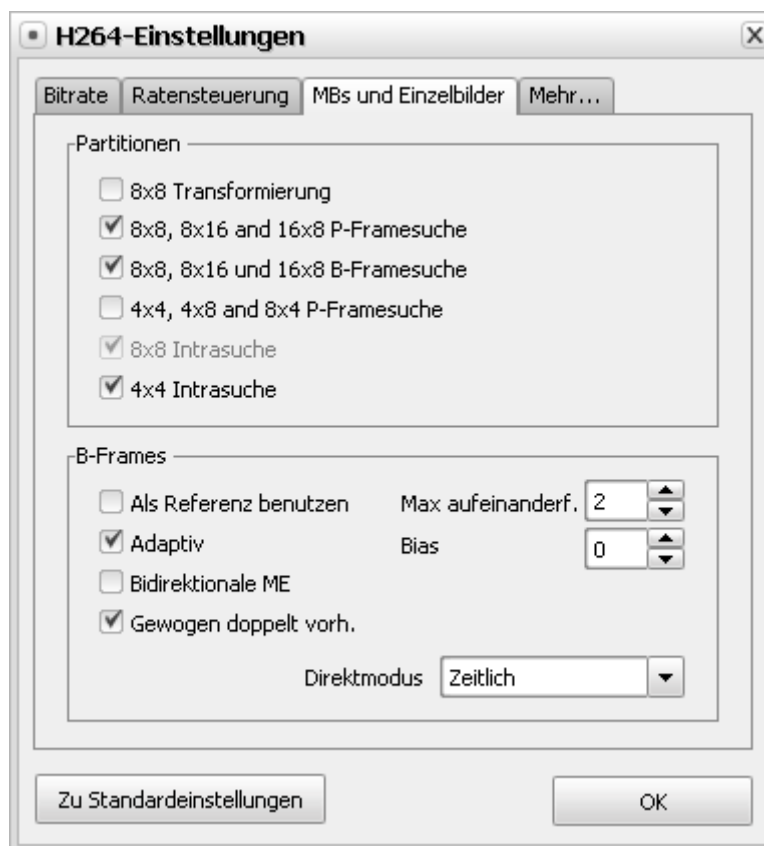 H264-Einstellungen
Bitrate Ratensteuerung MBs und Einzelbilder Mehr...
Partitionen
8x8 Transformierung
8x8, 8x16 and 16x8 P-Framesuche
8x8, 8x16 und 16x8 B-Framesuche
4x4, 4x8 and 8x4 P-Framesuche
8x8 Intrasuche
4x4 Intrasuche
B-Frames
Als Referenz benutzen Max aufeinanderf. 2
Adaptiv Bias 0
Bidirektionale ME
Gewogen doppelt vorh.
Direktmodus Zeitlich
Zu Standardeinstellungen OK